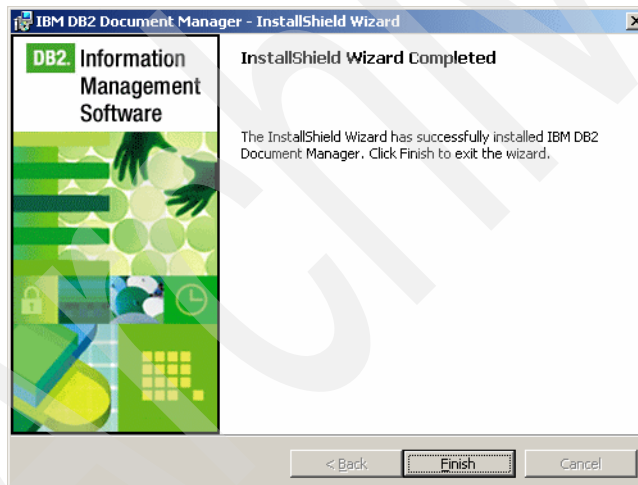 IBM DB2 Document Manager - InstallShield Wizard
DB2. Information
Management
Software
InstallShield Wizard Completed
The InstallShield Wizard has successfully installed IBM DB2
Document Manager. Click Finish to exit the wizard.
< Back
Finish
Cancel